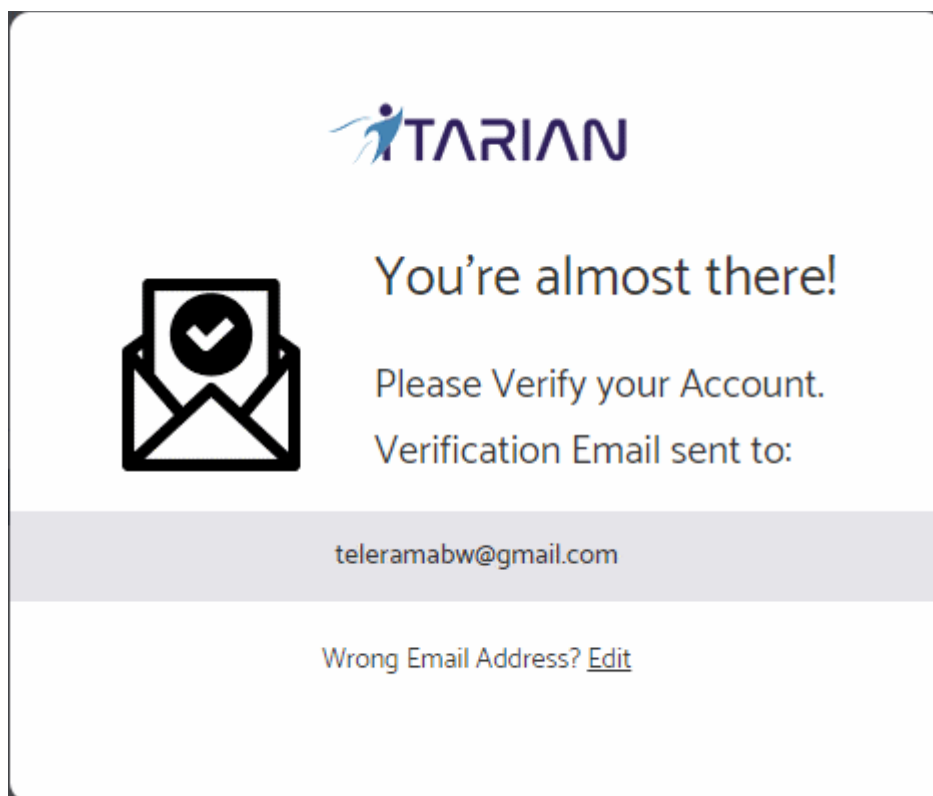 ITARIAN
You're almost there!
Please Verify your Account.
Verification Email sent to:
teleramabw@gmail.com
Wrong Email Address? Edit